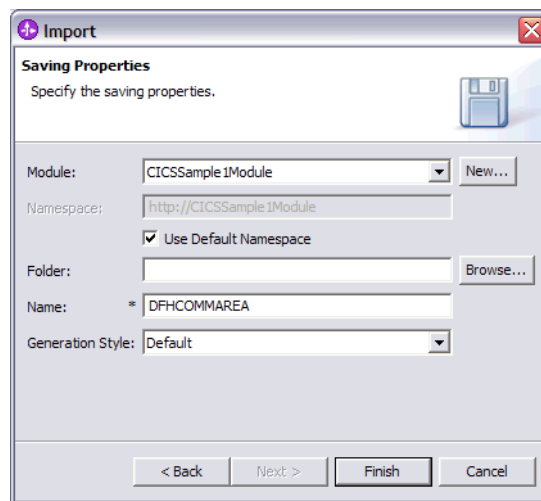 Import
Saving Properties
Specify the saving properties.
Module: CICSSample1Module New...
Namespace: http://CICSSample1Module
Use Default Namespace
Folder: Browse...
Name: * DFHCOMMAREA
Generation Style: Default
< Back Next > Finish Cancel